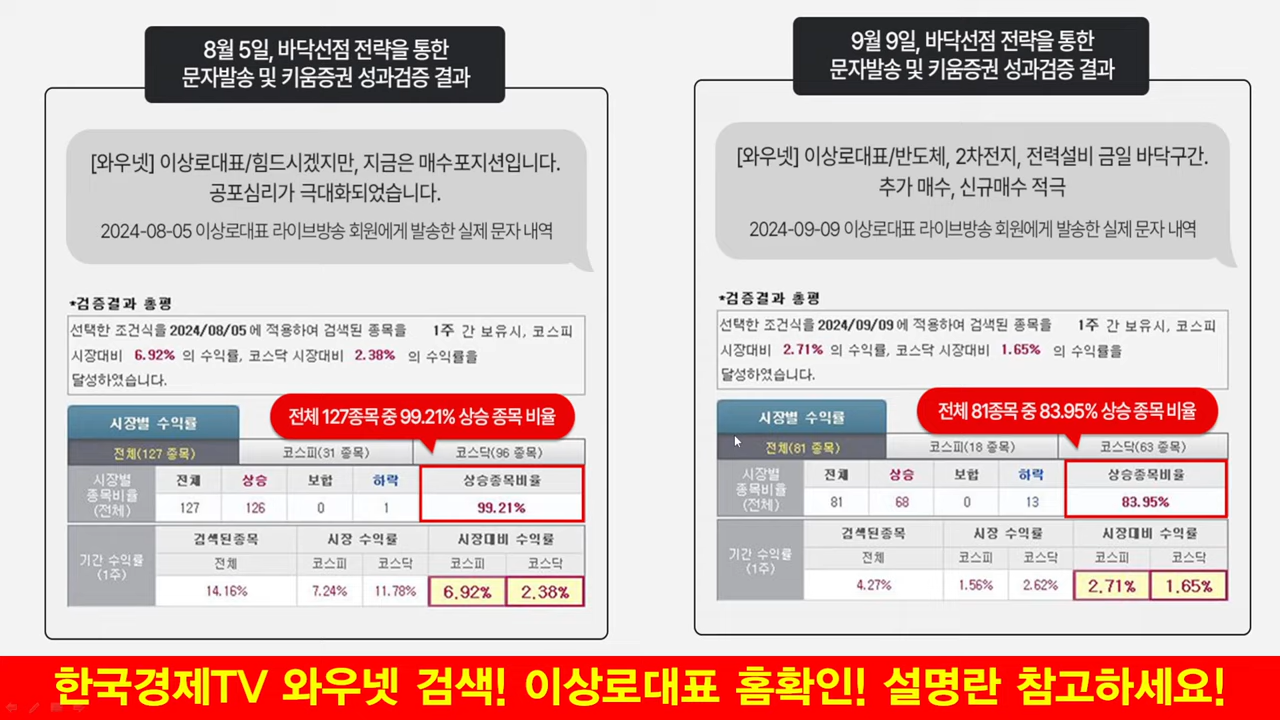 8월 5일, 바닥선점 전략을 통한
문자발송 및 키움증권 성과검증 결과
[와우넷] 이상로대표/힘드시겠지만, 지금은 매수포지션입니다.
공포심리가 극대화되었습니다.
2024-08-05 이상로대표 라이브방송 회원에게 발송한 실제 문자 내역
*검증결과 총평
선택한 조건식을 2024/08/05 에 적용하여 검색된 종목을 1주 간 보유시, 코스피
시장대비 6.92% 의 수익률, 코스닥 시장대비 2.38% 의 수익률을
달성하였습니다.
전체 127종목 중 99.21% 상승 종목 비율
시장별 수익률
전체(127 종목) 코스피(31 종목) 코스닥(96 종목)
시장별 종목비율 (전체) 전체 상승 보합 하락 상승종목비율
127 126 0 1 99.21%
기간 수익률 (1주) 검색된종목 시장 수익률 시장대비 수익률
전체 코스피 코스닥 코스피 코스닥
14.16% 7.24% 11.78% 6.92% 2.38%
9월 9일, 바닥선점 전략을 통한
문자발송 및 키움증권 성과검증 결과
[와우넷] 이상로대표/반도체, 2차전지, 전력설비 금일 바닥구간.
추가 매수, 신규매수 적극
2024-09-09 이상로대표 라이브방송 회원에게 발송한 실제 문자 내역
*검증결과 총평
선택한 조건식을 2024/09/09 에 적용하여 검색된 종목을 1주 간 보유시, 코스피
시장대비 2.71% 의 수익률, 코스닥 시장대비 1.65% 의 수익률을
달성하였습니다.
전체 81종목 중 83.95% 상승 종목 비율
시장별 수익률
전체(81 종목) 코스피(18 종목) 코스닥(63 종목)
시장별 종목비율 (전체) 전체 상승 보합 하락 상승종목비율
81 68 0 13 83.95%
기간 수익률 (1주) 검색된종목 시장 수익률 시장대비 수익률
전체 코스피 코스닥 코스피 코스닥
4.27% 1.56% 2.62% 2.71% 1.65%
한국경제TV 와우넷 검색! 이상로대표 홈확인! 설명란 참고하세요!